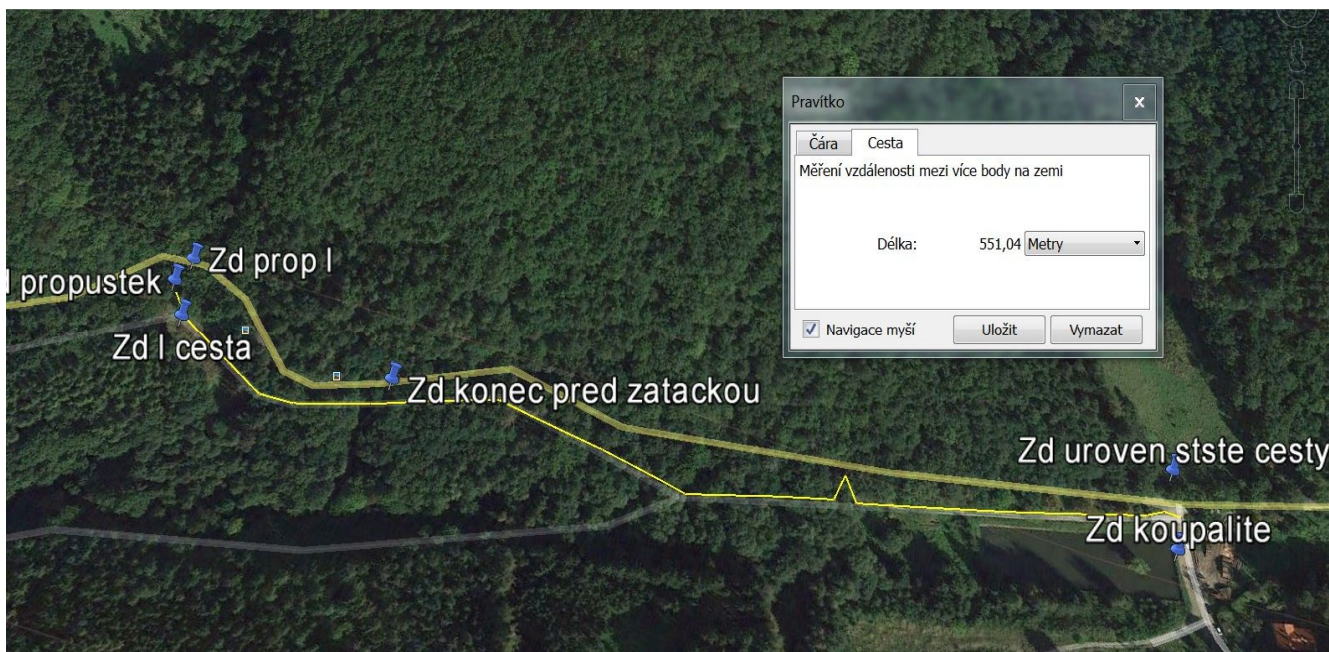 Pravítko
Čára
Cesta
Měření vzdálenosti mezi více body na zemi
Délka:
551,04
Metry
Navigace myší
Uložit
Vymazat
Zd prop l
propustek
Zd l cesta
Zd konec pred zatackou
Zd uroven stste cesty
Zd koupalite